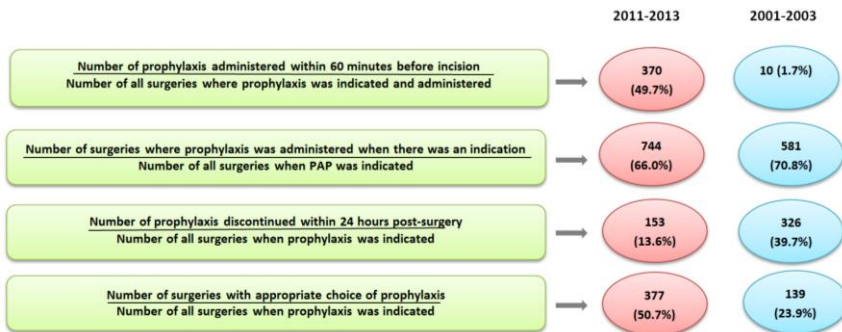 2011-2013 2001-2003
Number of prophylaxis administered within 60 minutes before incision
Number of all surgeries where prophylaxis was indicated and administered
370
(49.7%)
10 (1.7%)
Number of surgeries where prophylaxis was administered when there was an indication
Number of all surgeries when PAP was indicated
744
(66.0%)
581
(70.8%)
Number of prophylaxis discontinued within 24 hours post-surgery
Number of all surgeries when prophylaxis was indicated
153
(13.6%)
326
(39.7%)
Number of surgeries with appropriate choice of prophylaxis
Number of all surgeries when prophylaxis was indicated
377
(50.7%)
139
(23.9%)